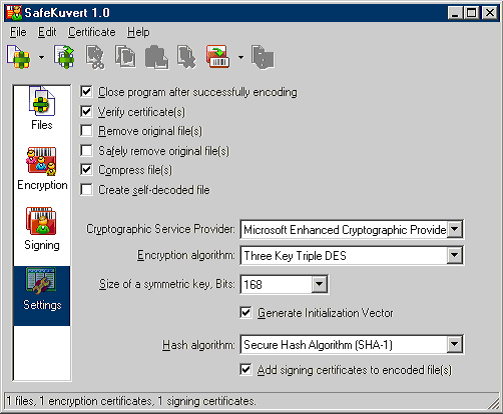 SafeKuvert 1.0
File Edit Certificate Help
Files
Encryption
Signing
Settings
Close program after successfully encoding
Verify certificate(s)
Remove original file(s)
Safely remove original file(s)
Compress file(s)
Create self-decoded file
Cryptographic Service Provider: Microsoft Enhanced Cryptographic Provide
Encryption algorithm: Three Key Triple DES
Size of a symmetric key, Bits: 168
Generate Initialization Vector
Hash algorithm: Secure Hash Algorithm (SHA-1)
Add signing certificates to encoded file(s)
1 files, 1 encryption certificates, 1 signing certificates.